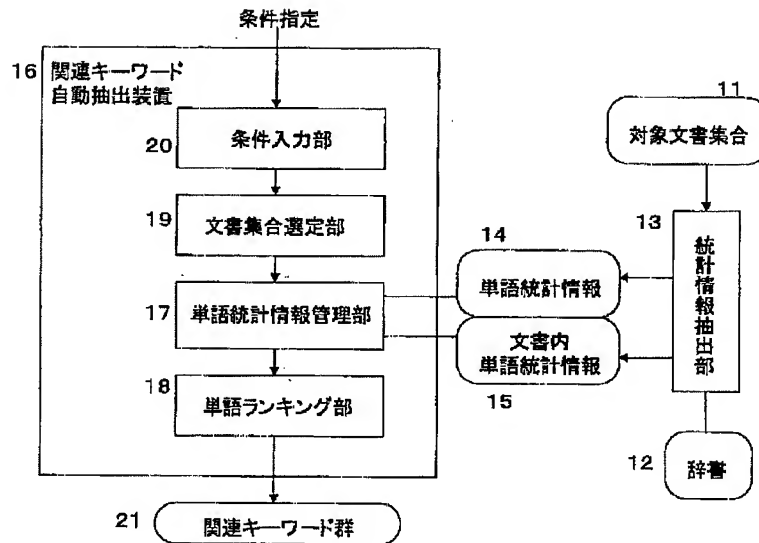 条件指定
16 関連キーワード
自動抽出装置
20 条件入力部
19 文書集合選定部
17 単語統計情報管理部
18 単語ランキング部
21 関連キーワード群
14
単語統計情報
文書内
単語統計情報
15
11
対象文書集合
13
統計情報抽出部
12 辞書